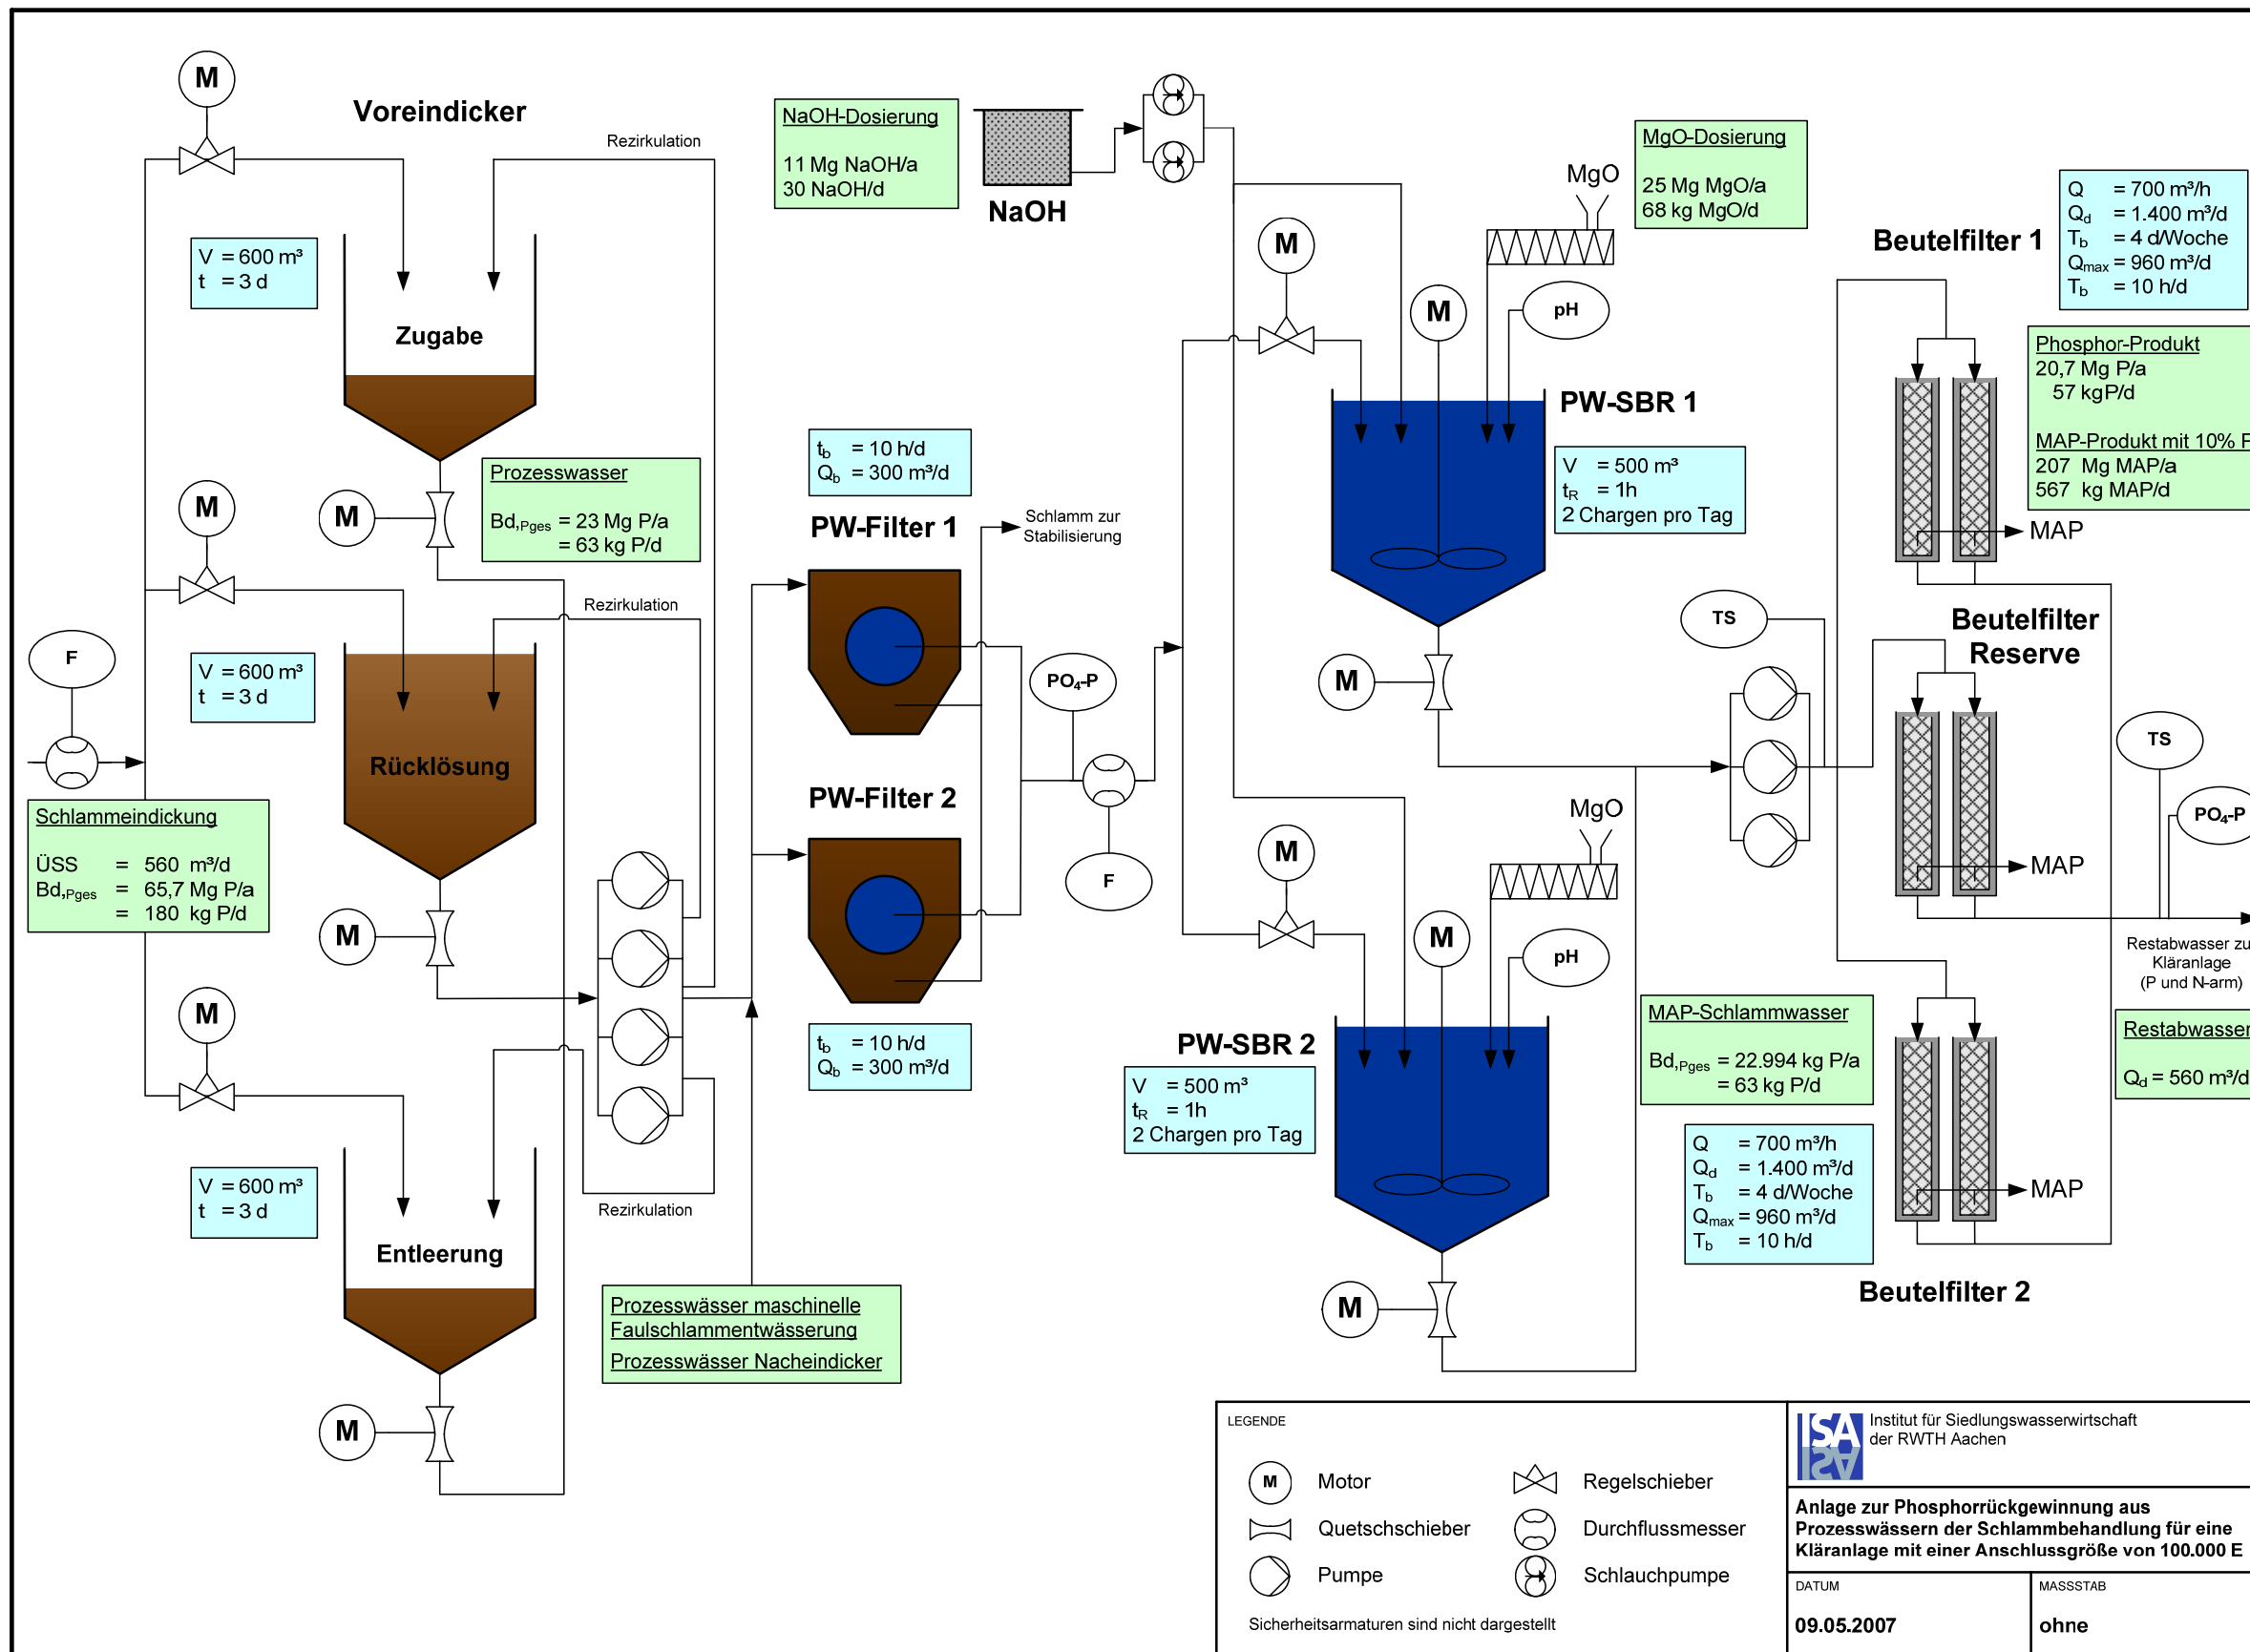 M
Voreindicker
Rezirkulation
V = 600 m³
t = 3 d
Zugabe
M
Prozesswasser
Bd,Pges = 23 Mg P/a
= 63 kg P/d
M
Rezirkulation
F
V = 600 m³
t = 3 d
Rücklösung
Schlammeindickung
ÜSS = 560 m³/d
Bd,Pges = 65,7 Mg P/a
= 180 kg P/d
M
M
V = 600 m³
t = 3 d
Rezirkulation
Entleerung
M
Prozesswässer maschinelle
Faulschlammentwässerung
Prozesswässer Nacheindicker
NaOH-Dosierung
11 Mg NaOH/a
30 NaOH/d
NaOH
tb = 10 h/d
Qb = 300 m³/d
PW-Filter 1
Schlamm zur
Stabilisierung
PO4-P
PW-Filter 2
F
tb = 10 h/d
Qb = 300 m³/d
MgO-Dosierung
25 Mg MgO/a
68 kg MgO/d
MgO
M
M
pH
PW-SBR 1
V = 500 m³
tR = 1h
2 Chargen pro Tag
M
TS
MgO
M
M
pH
PW-SBR 2
V = 500 m³
tR = 1h
2 Chargen pro Tag
M
Beutelfilter 1
Q = 700 m³/h
Qd = 1.400 m³/d
Tb = 4 d/Woche
Qmax = 960 m³/d
Tb = 10 h/d
Phosphor-Produkt
20,7 Mg P/a
57 kgP/d
MAP-Produkt mit 10% P
207 Mg MAP/a
567 kg MAP/d
MAP
Beutelfilter
Reserve
TS
PO4-P
MAP
Restabwasser zu
Kläranlage
(P und N-arm)
MAP-Schlammwasser
Bd,Pges = 22.994 kg P/a
= 63 kg P/d
Restabwasser
Qd = 560 m³/d
Q = 700 m³/h
Qd = 1.400 m³/d
Tb = 4 d/Woche
Qmax = 960 m³/d
Tb = 10 h/d
MAP
Beutelfilter 2
LEGENDE
M Motor
Regelschieber
Quetschschieber
Durchflussmesser
Pumpe
Schlauchpumpe
Sicherheitsarmaturen sind nicht dargestellt
ISA
Institut für Siedlungswasserwirtschaft
der RWTH Aachen
Anlage zur Phosphorrückgewinnung aus
Prozesswässern der Schlammbehandlung für eine
Kläranlage mit einer Anschlussgröße von 100.000 E
DATUM
09.05.2007
MASSSTAB
ohne